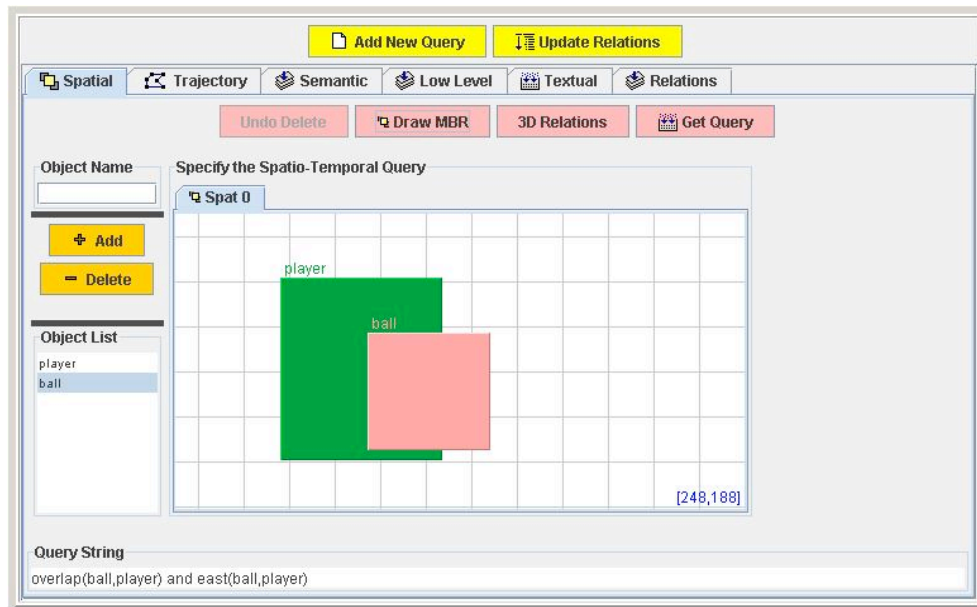 Add New Query Update Relations
Spatial Trajectory Semantic Low Level Textual Relations
Undo Delete Draw MBR 3D Relations Get Query
Object Name
Specify the Spatio-Temporal Query
Spat 0
Add
Delete
player
ball
Object List
player
ball
[248,188]
Query String
overlap(ball,player) and east(ball,player)